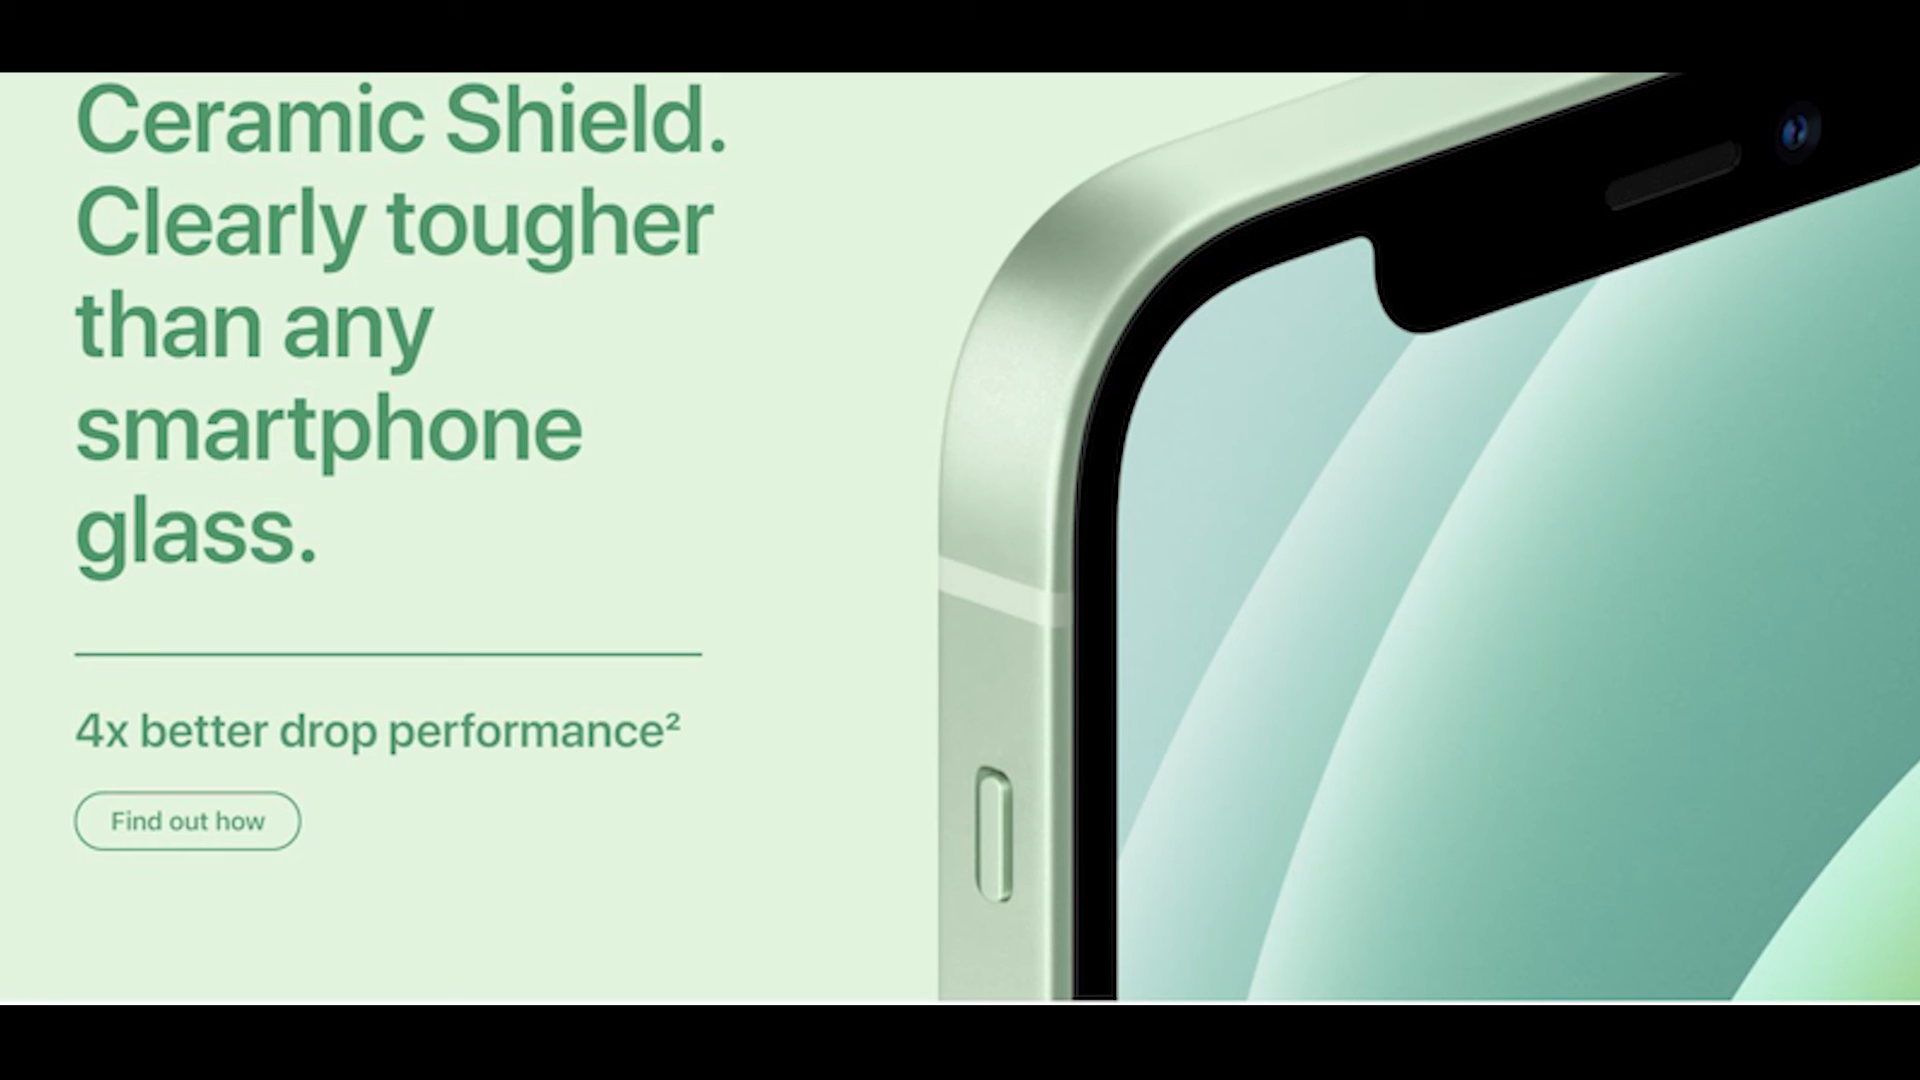 Ceramic Shield.
Clearly tougher
than any
smartphone
glass.
4x better drop performance²
Find out how